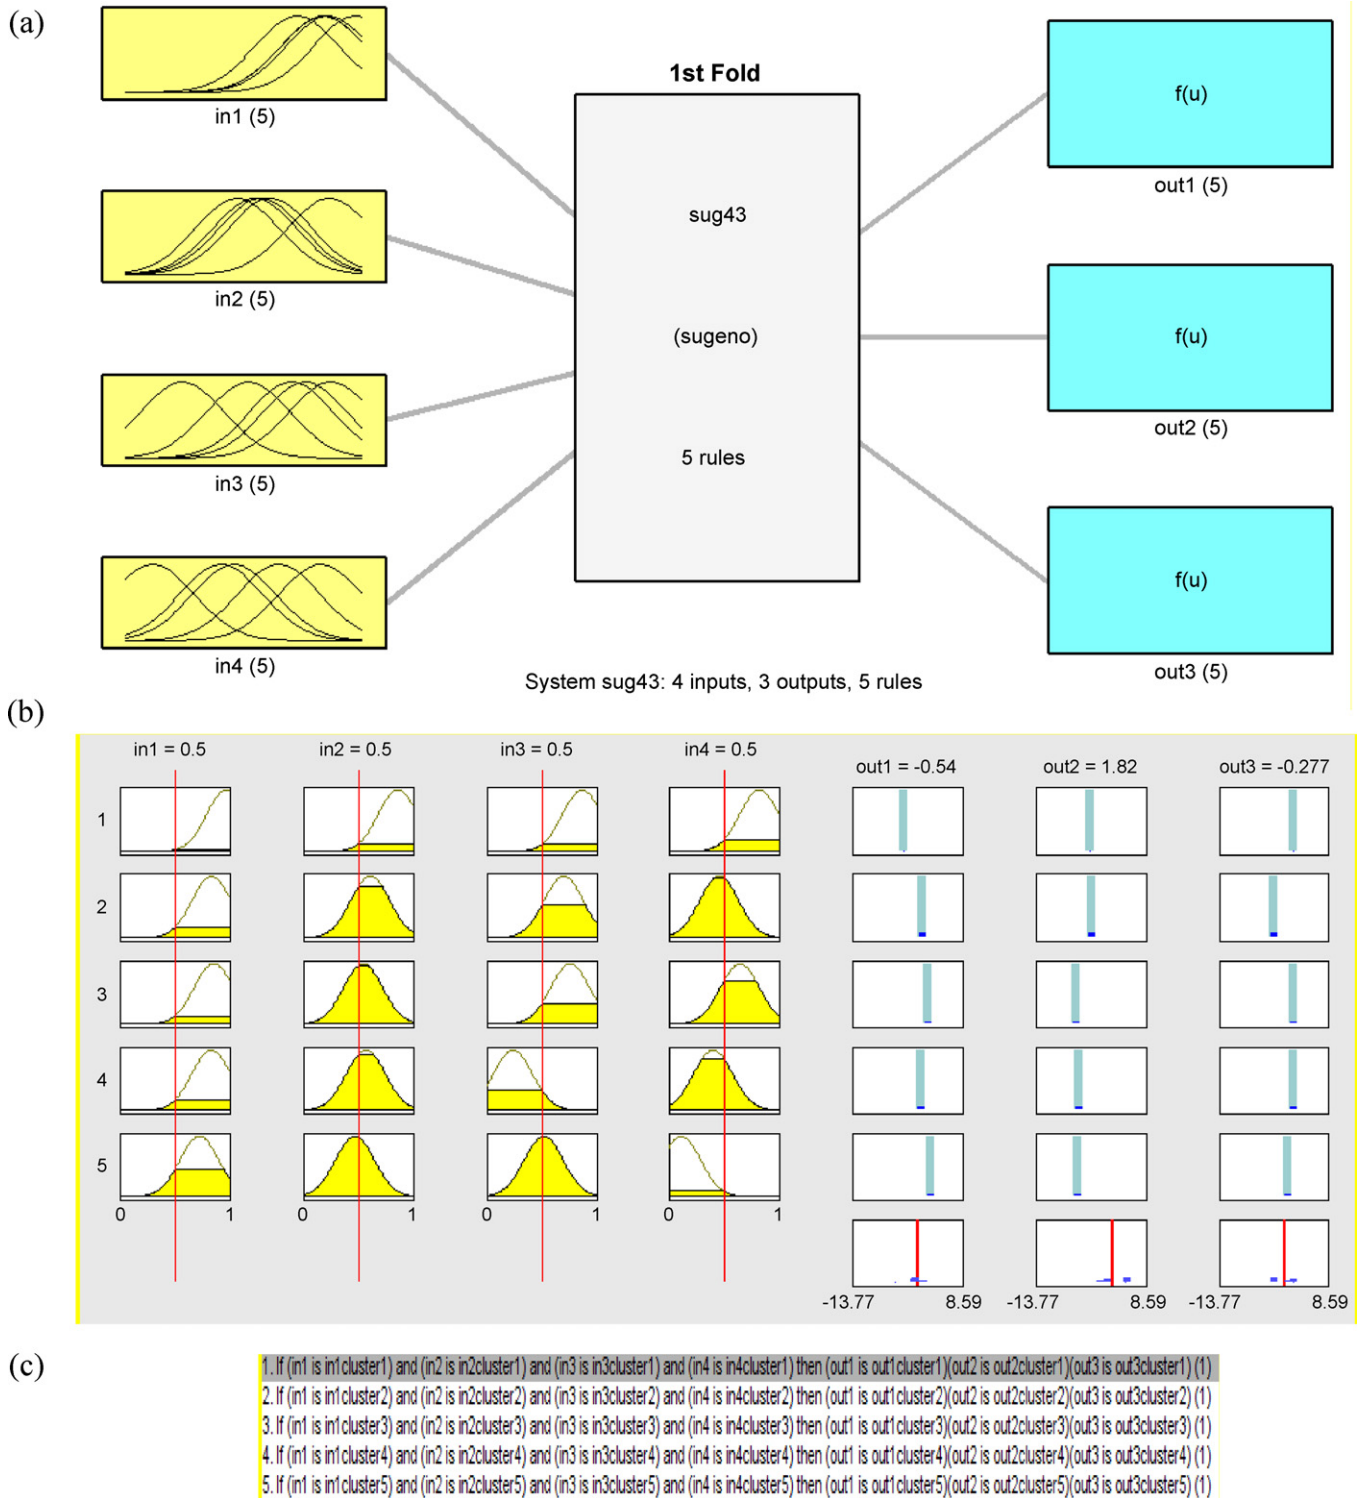 (a)
1st Fold
in1 (5)
in2 (5)
in3 (5)
in4 (5)
sug43
(sugeno)
5 rules
f(u)
out1 (5)
f(u)
out2 (5)
f(u)
out3 (5)
System sug43: 4 inputs, 3 outputs, 5 rules
(b)
in1 = 0.5 in2 = 0.5 in3 = 0.5 in4 = 0.5
out1 = -0.54 out2 = 1.82 out3 = -0.277
1
2
3
4
5
0 1 0 1 0 1 0 1
-13.77 8.59 -13.77 8.59 -13.77 8.59
(c)
1. If (in1 is in1cluster1) and (in2 is in2cluster1) and (in3 is in3cluster1) and (in4 is in4cluster1) then (out1 is out1cluster1)(out2 is out2cluster1)(out3 is out3cluster1) (1)
2. If (in1 is in1cluster2) and (in2 is in2cluster2) and (in3 is in3cluster2) and (in4 is in4cluster2) then (out1 is out1cluster2)(out2 is out2cluster2)(out3 is out3cluster2) (1)
3. If (in1 is in1cluster3) and (in2 is in2cluster3) and (in3 is in3cluster3) and (in4 is in4cluster3) then (out1 is out1cluster3)(out2 is out2cluster3)(out3 is out3cluster3) (1)
4. If (in1 is in1cluster4) and (in2 is in2cluster4) and (in3 is in3cluster4) and (in4 is in4cluster4) then (out1 is out1cluster4)(out2 is out2cluster4)(out3 is out3cluster4) (1)
5. If (in1 is in1cluster5) and (in2 is in2cluster5) and (in3 is in3cluster5) and (in4 is in4cluster5) then (out1 is out1cluster5)(out2 is out2cluster5)(out3 is out3cluster5) (1)